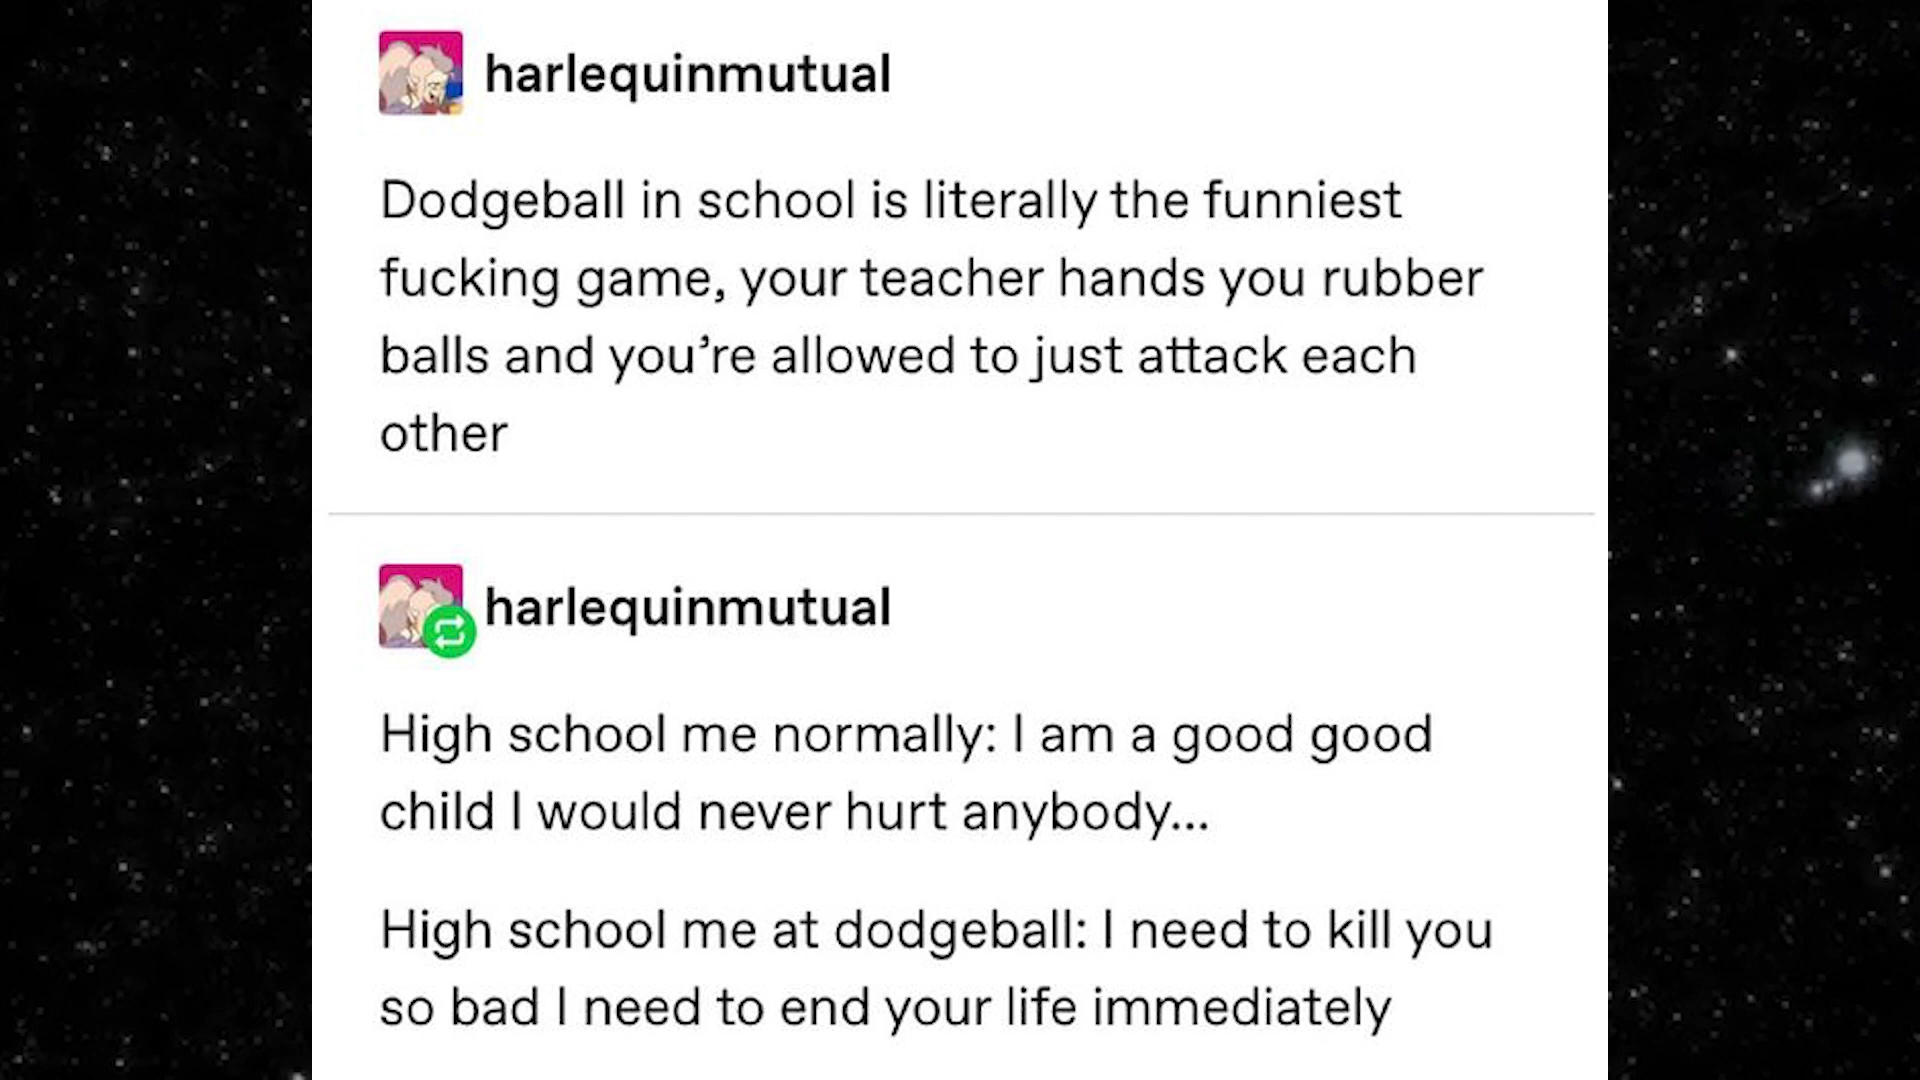 harlequinmutual
Dodgeball in school is literally the funniest
fucking game, your teacher hands you rubber
balls and you’re allowed to just attack each
other
harlequinmutual
High school me normally: I am a good good
child I would never hurt anybody...
High school me at dodgeball: I need to kill you
so bad I need to end your life immediately